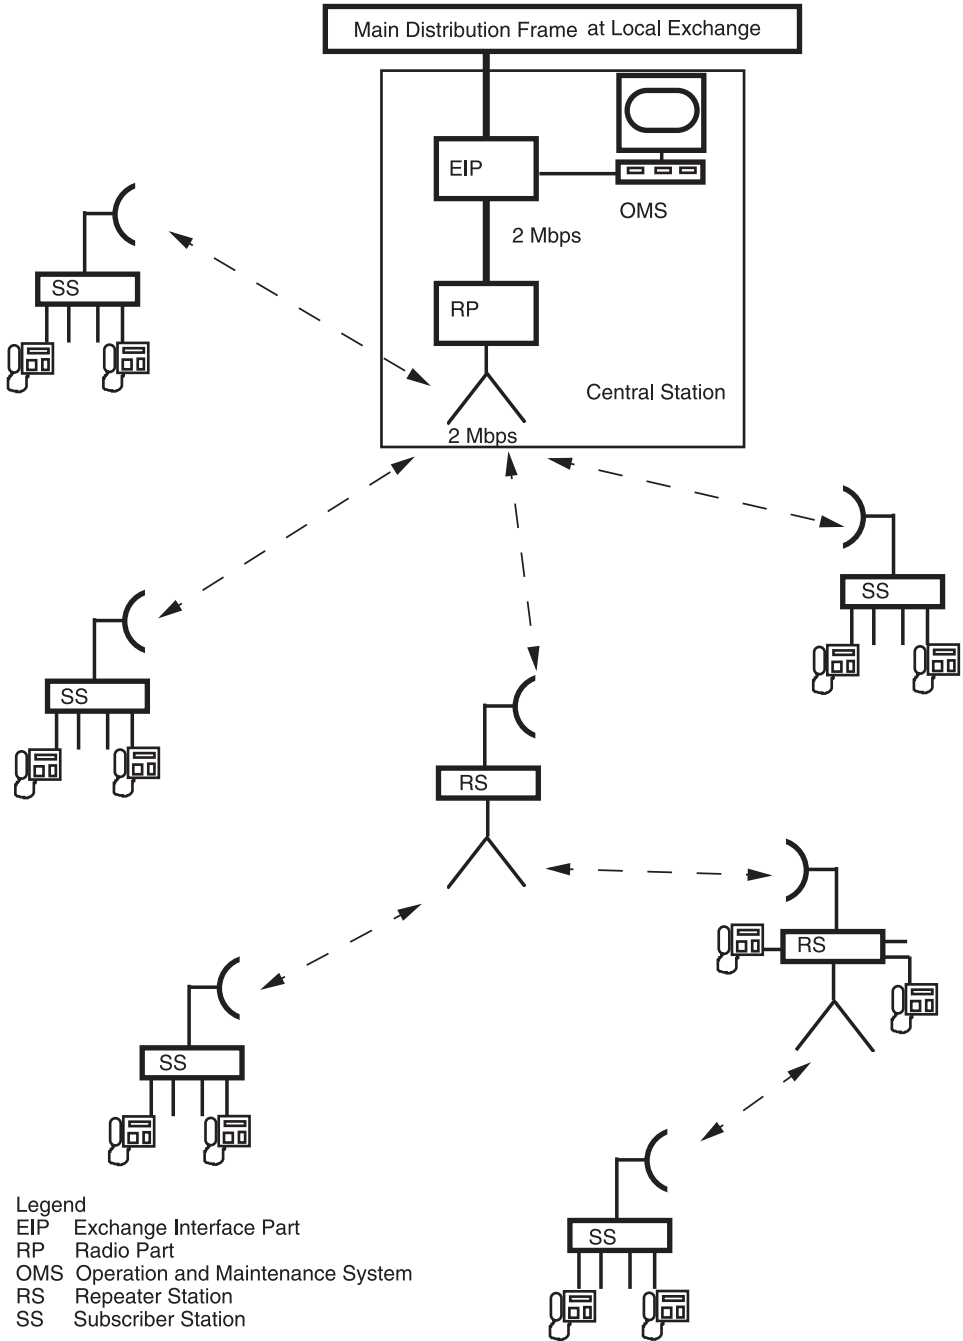 Main Distribution Frame at Local Exchange
EIP
OMS
2 Mbps
SS
RP
Central Station
2 Mbps
SS
SS
RS
RS
SS
SS
Legend
EIP Exchange Interface Part
RP Radio Part
OMS Operation and Maintenance System
RS Repeater Station
SS Subscriber Station